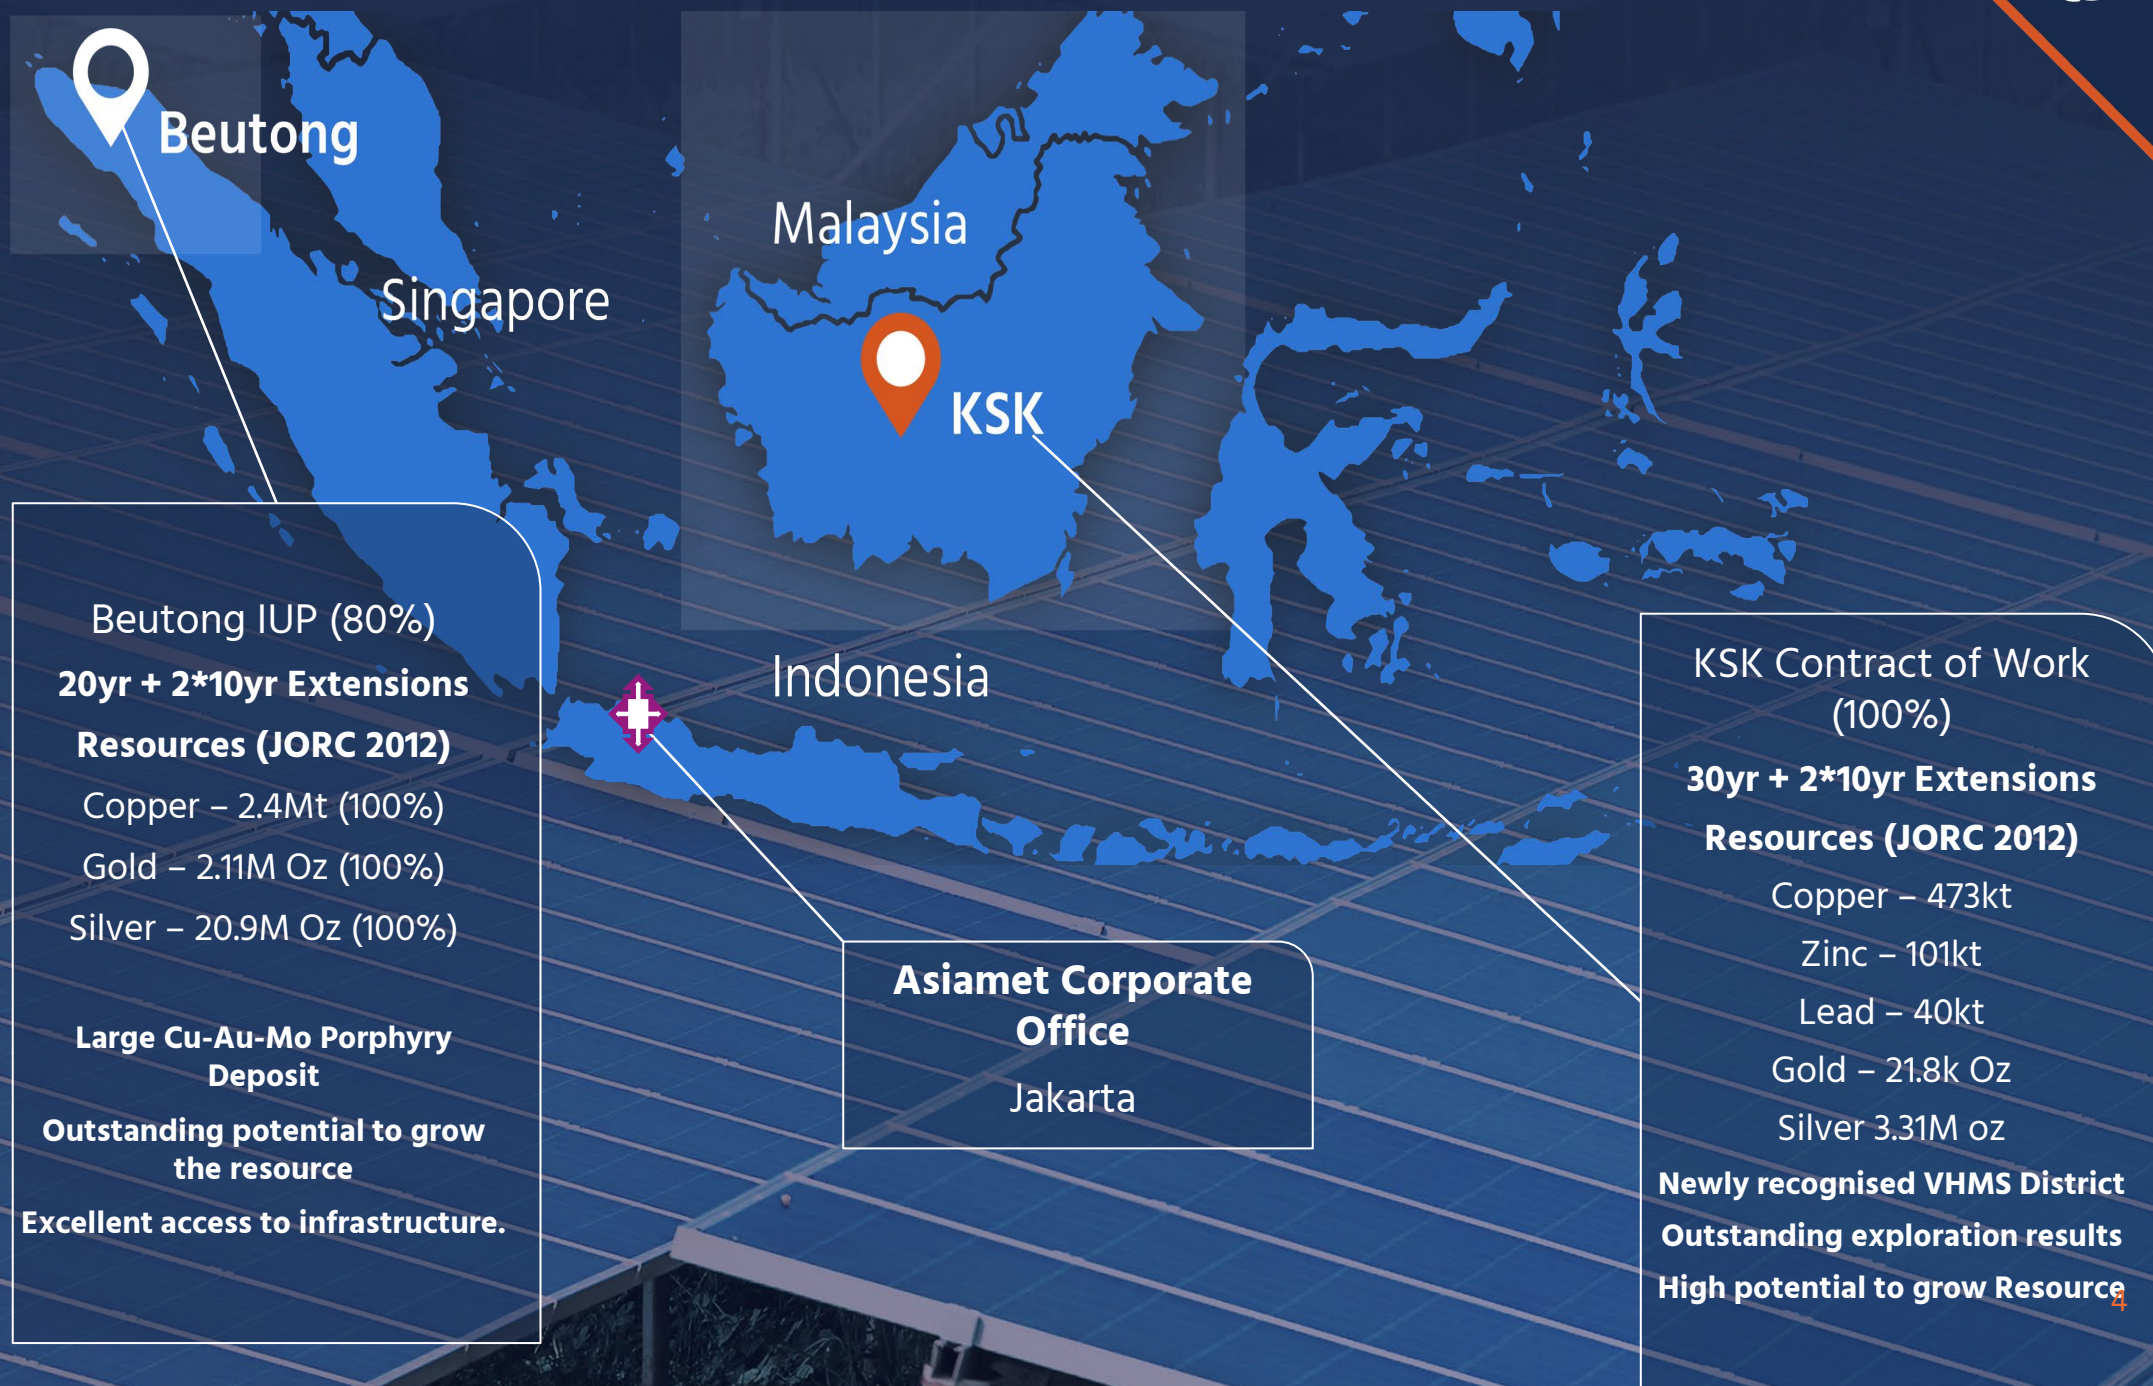 Beutong
Malaysia
Singapore
KSK
Indonesia
Beutong IUP (80%)
20yr + 2*10yr Extensions
Resources (JORC 2012)
Copper – 2.4Mt (100%)
Gold – 2.11M Oz (100%)
Silver – 20.9M Oz (100%)
Large Cu-Au-Mo Porphyry
Deposit
Outstanding potential to grow
the resource
Excellent access to infrastructure.
Asiamet Corporate
Office
Jakarta
KSK Contract of Work
(100%)
30yr + 2*10yr Extensions
Resources (JORC 2012)
Copper – 473kt
Zinc – 101kt
Lead – 40kt
Gold – 21.8k Oz
Silver 3.31M oz
Newly recognised VHMS District
Outstanding exploration results
High potential to grow Resource
4